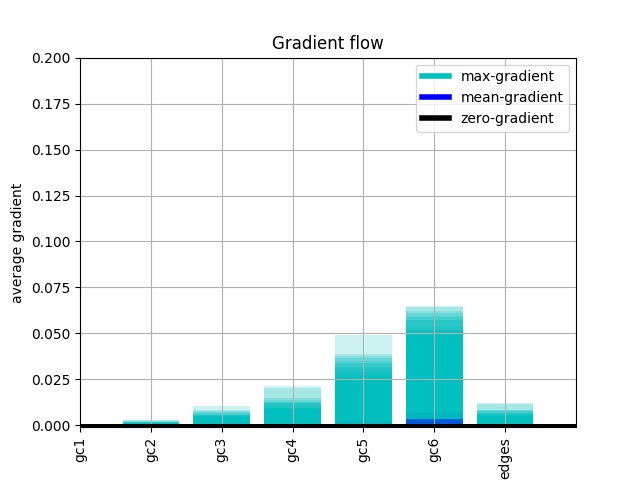 Gradient flow
max-gradient
mean-gradient
zero-gradient
average gradient
0.200
0.175
0.150
0.125
0.100
0.075
0.050
0.025
0.000
gc1
gc2
gc3
gc4
gc5
gc6
edges